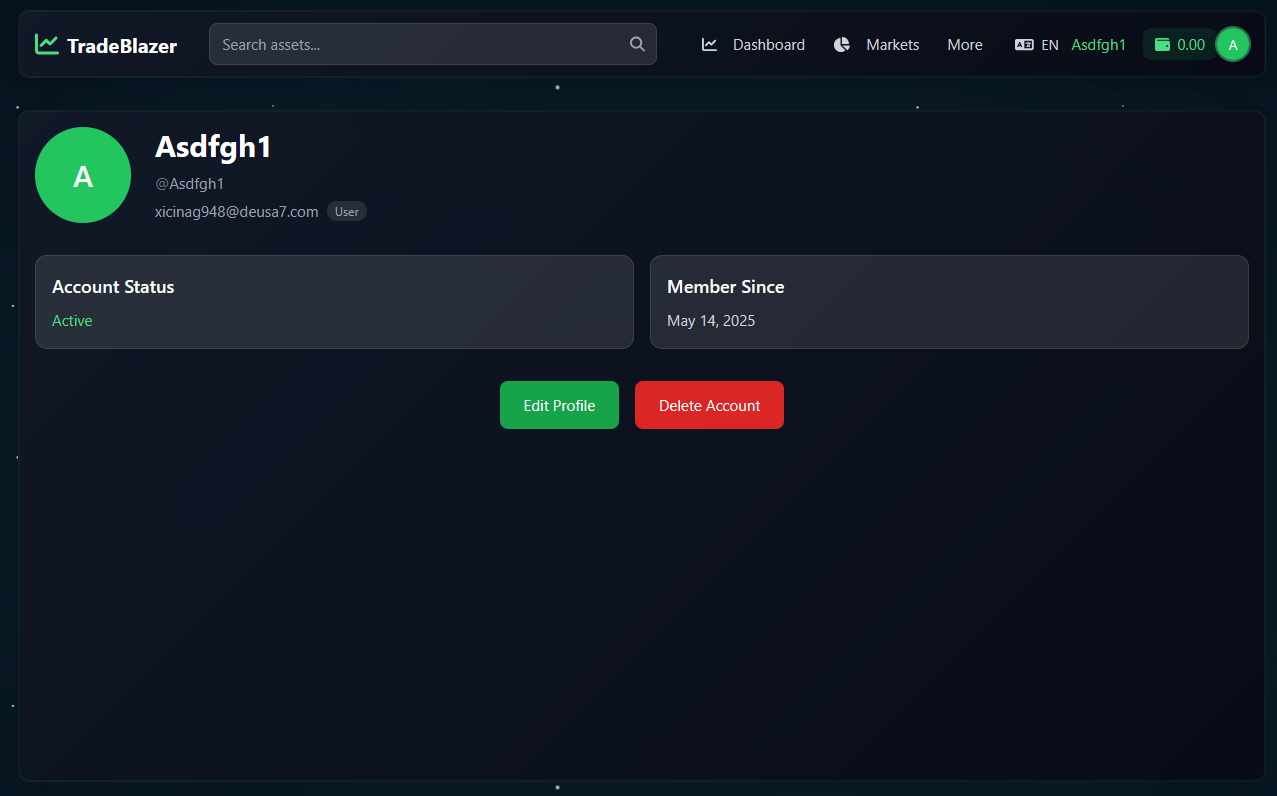 TradeBlazer Search assets... Dashboard Markets More EN Asdfgh1 0.00 A
A
Asdfgh1
@Asdfgh1
xicinag948@deusa7.com User
Account Status
Active
Member Since
May 14, 2025
Edit Profile Delete Account